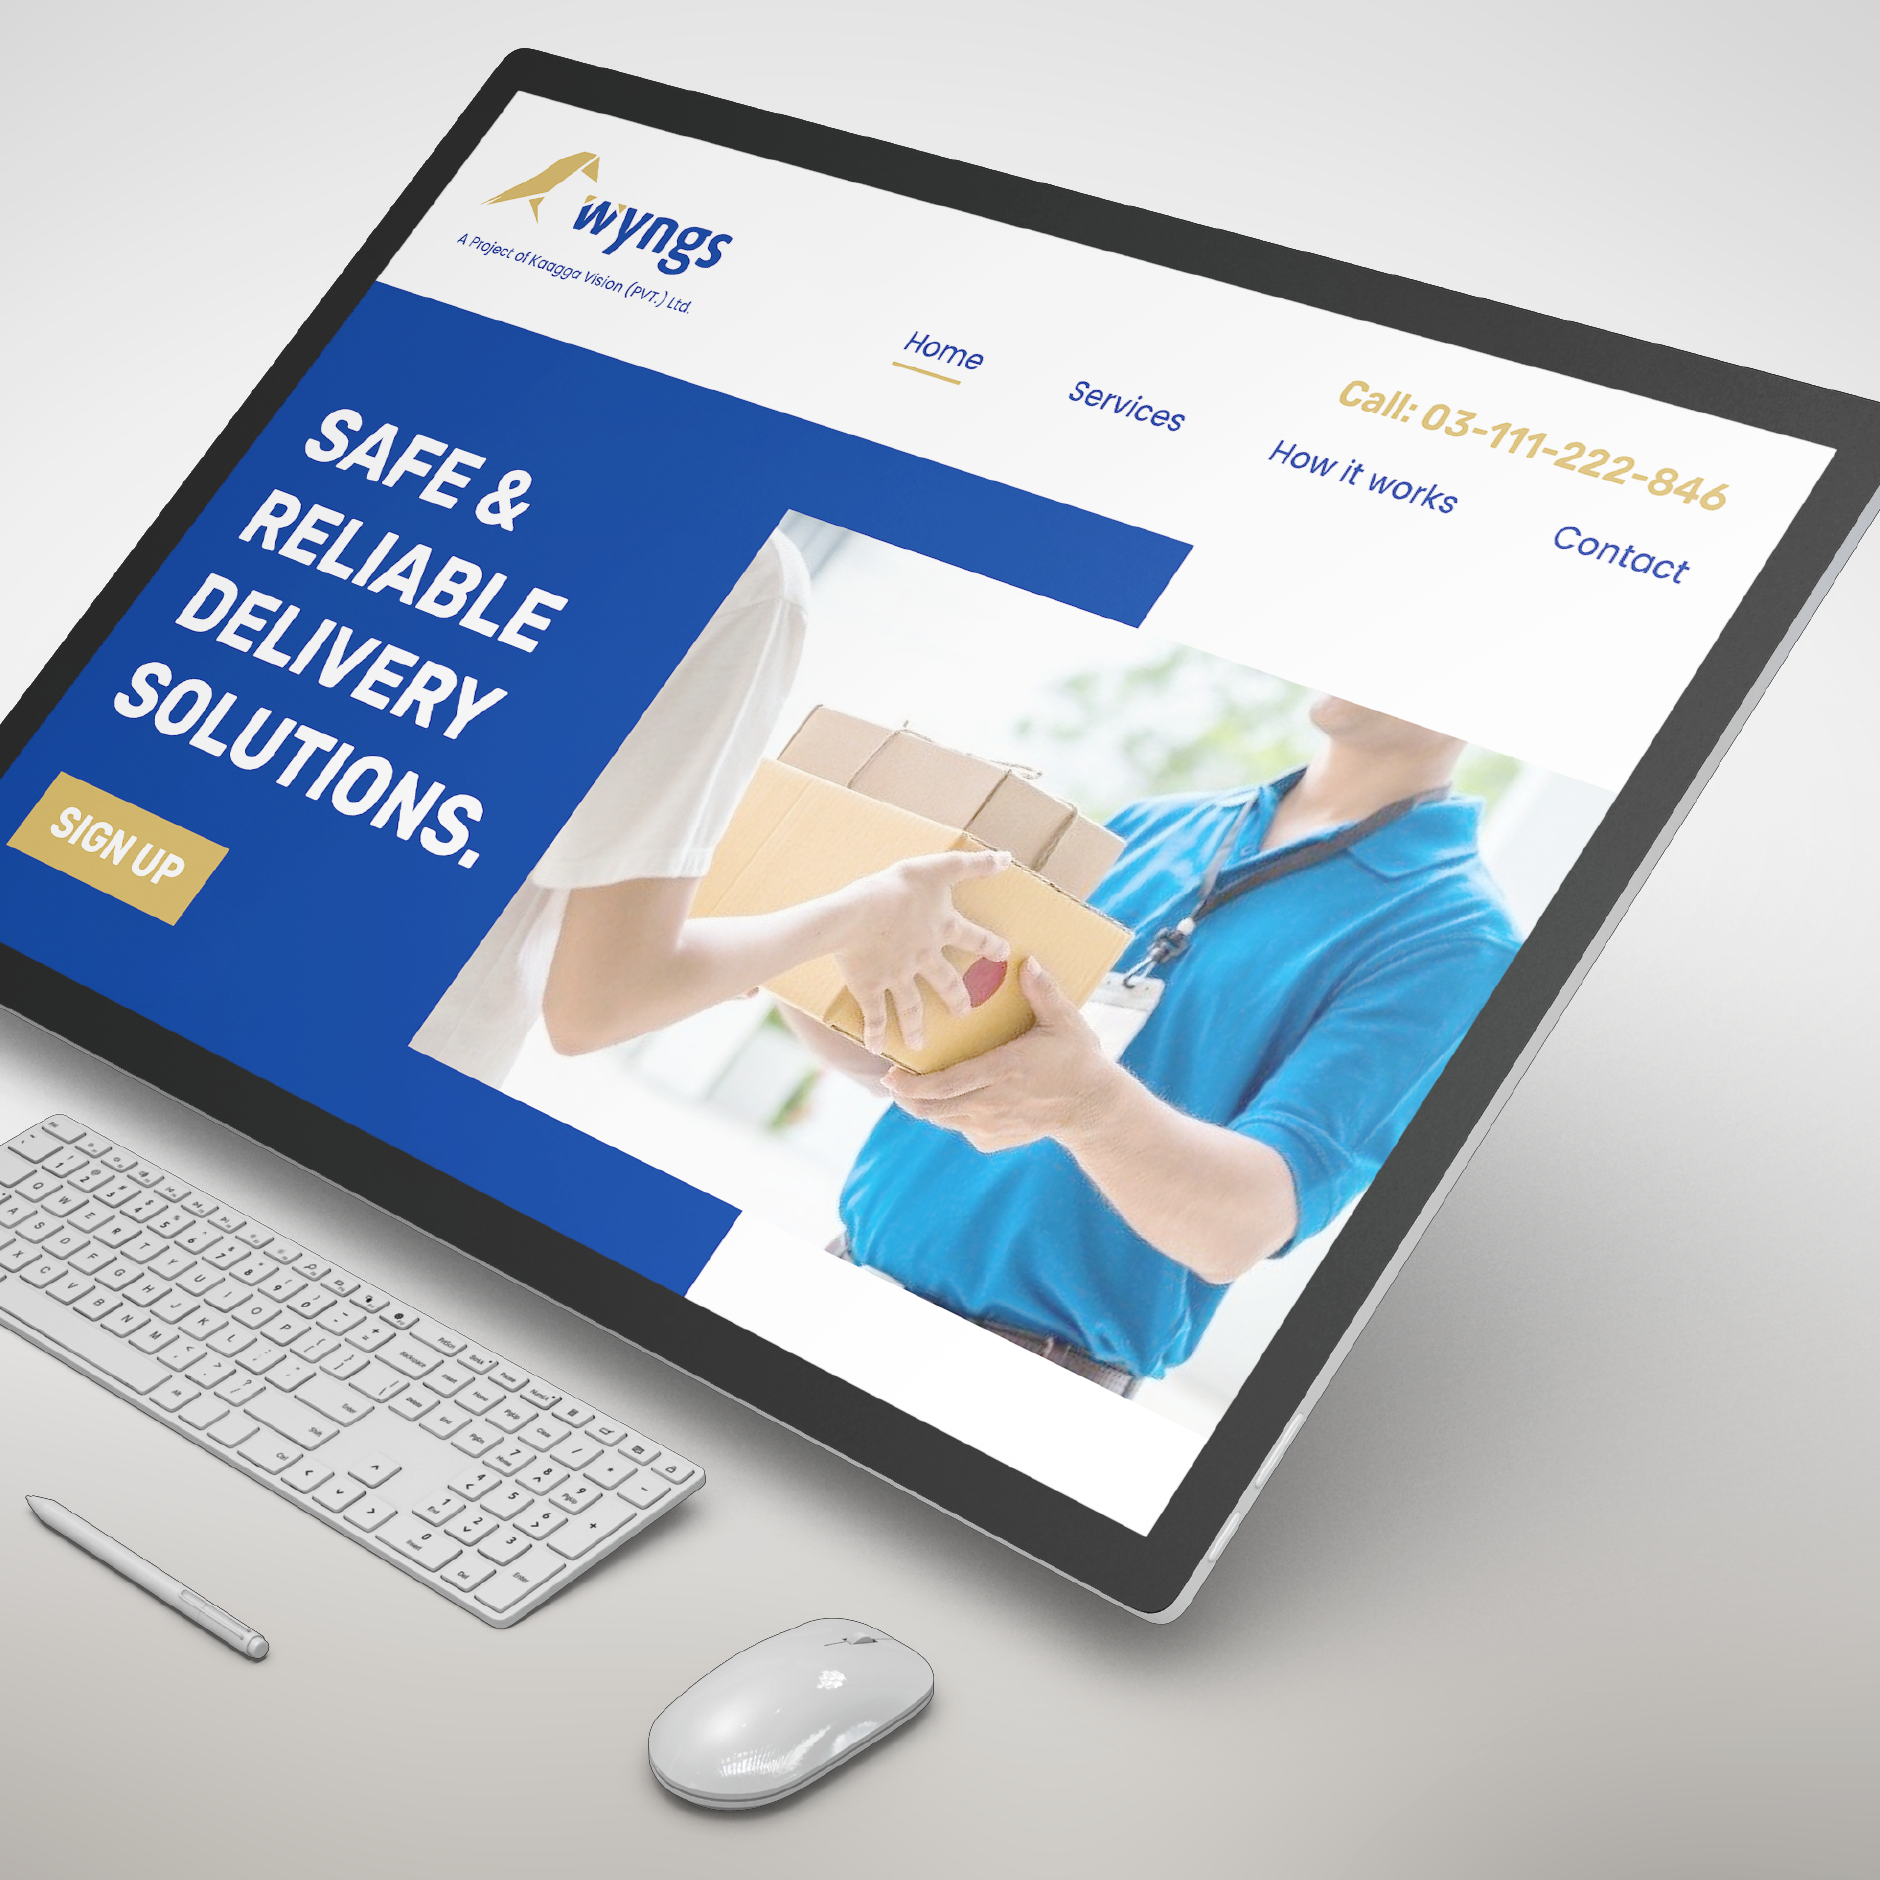 wyngs
A Project of Kaagga Vision (PVT.) Ltd.
Call: 03-111-222-846
Home
Services
How it works
Contact
SAFE &
RELIABLE
DELIVERY
SOLUTIONS.
SIGN UP